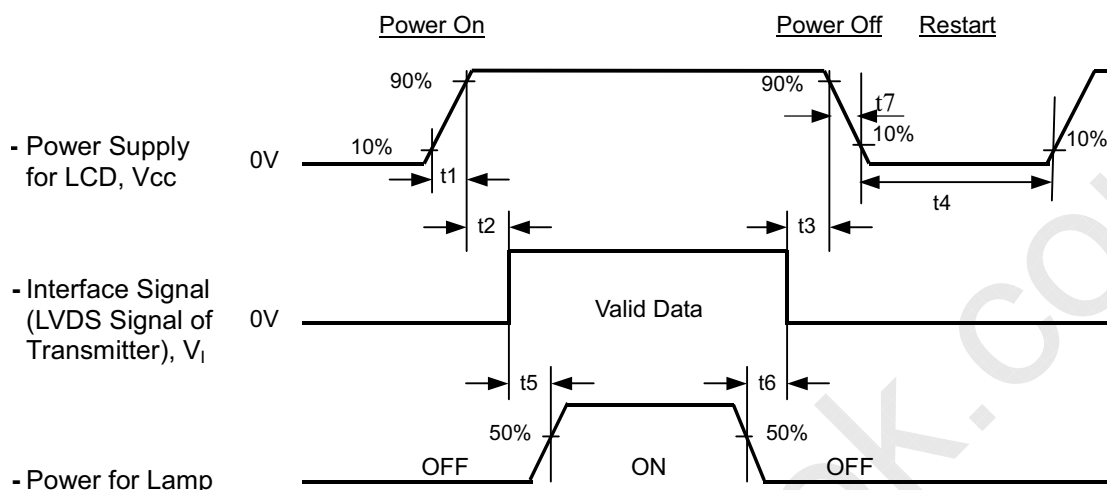 Power On Power Off Restart
90% 90% t7
- Power Supply for LCD, Vcc 0V 10% 10% 10%
t1 t4
t2 t3
- Interface Signal (LVDS Signal of Transmitter), VI 0V Valid Data
t5 t6
50% 50%
- Power for Lamp OFF ON OFF
ok.co